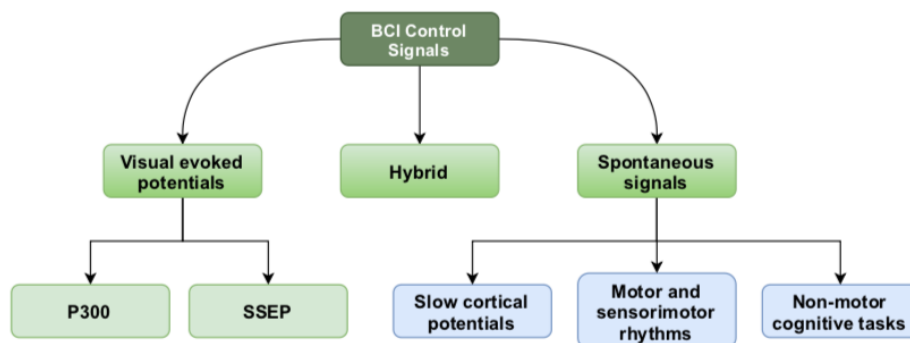 BCI Control
Signals
Visual evoked
potentials
Hybrid
Spontaneous
signals
P300
SSEP
Slow cortical
potentials
Motor and
sensorimotor
rhythms
Non-motor
cognitive tasks